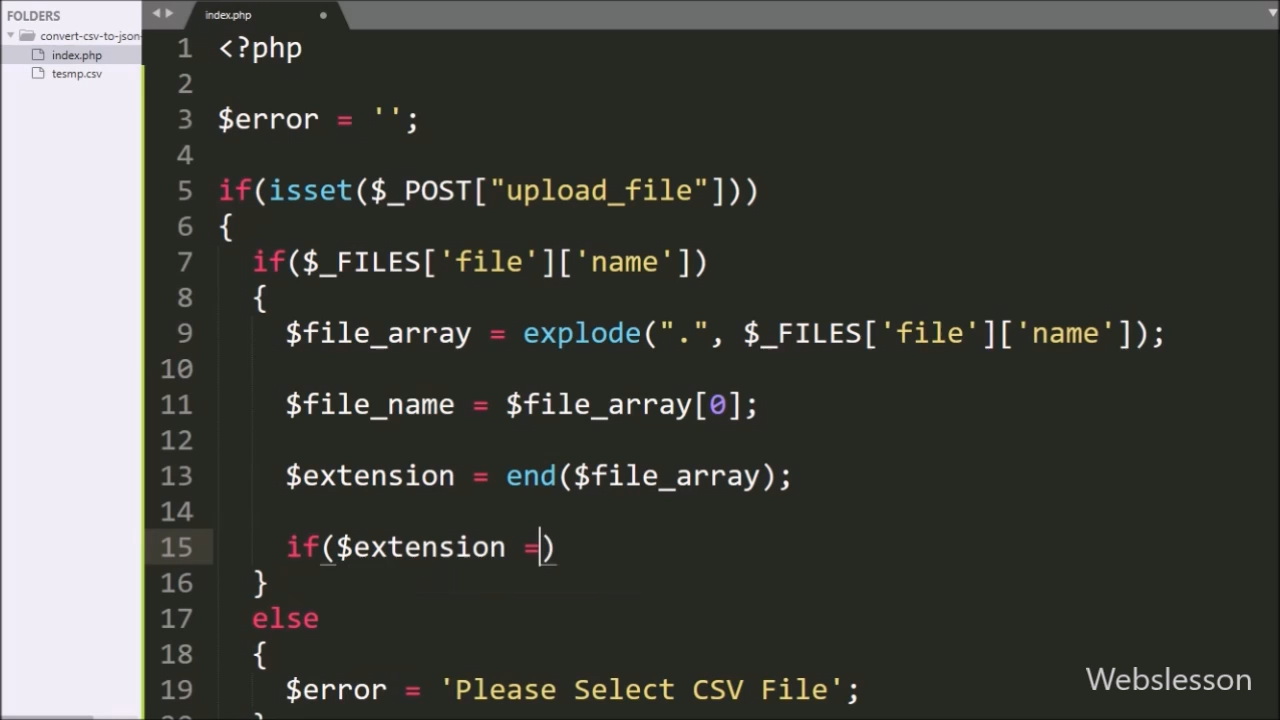 FOLDERS
convert-csv-to-json-
index.php
tesmp.csv
index.php
1 <?php
2
3 $error = '';
4
5 if(isset($_POST["upload_file"]))
6 {
7 if($_FILES['file']['name'])
8 {
9 $file_array = explode(".", $_FILES['file']['name']);
10
11 $file_name = $file_array[0];
12
13 $extension = end($file_array);
14
15 if($extension =)
16 }
17 else
18 {
19 $error = 'Please Select CSV File';
Webslesson